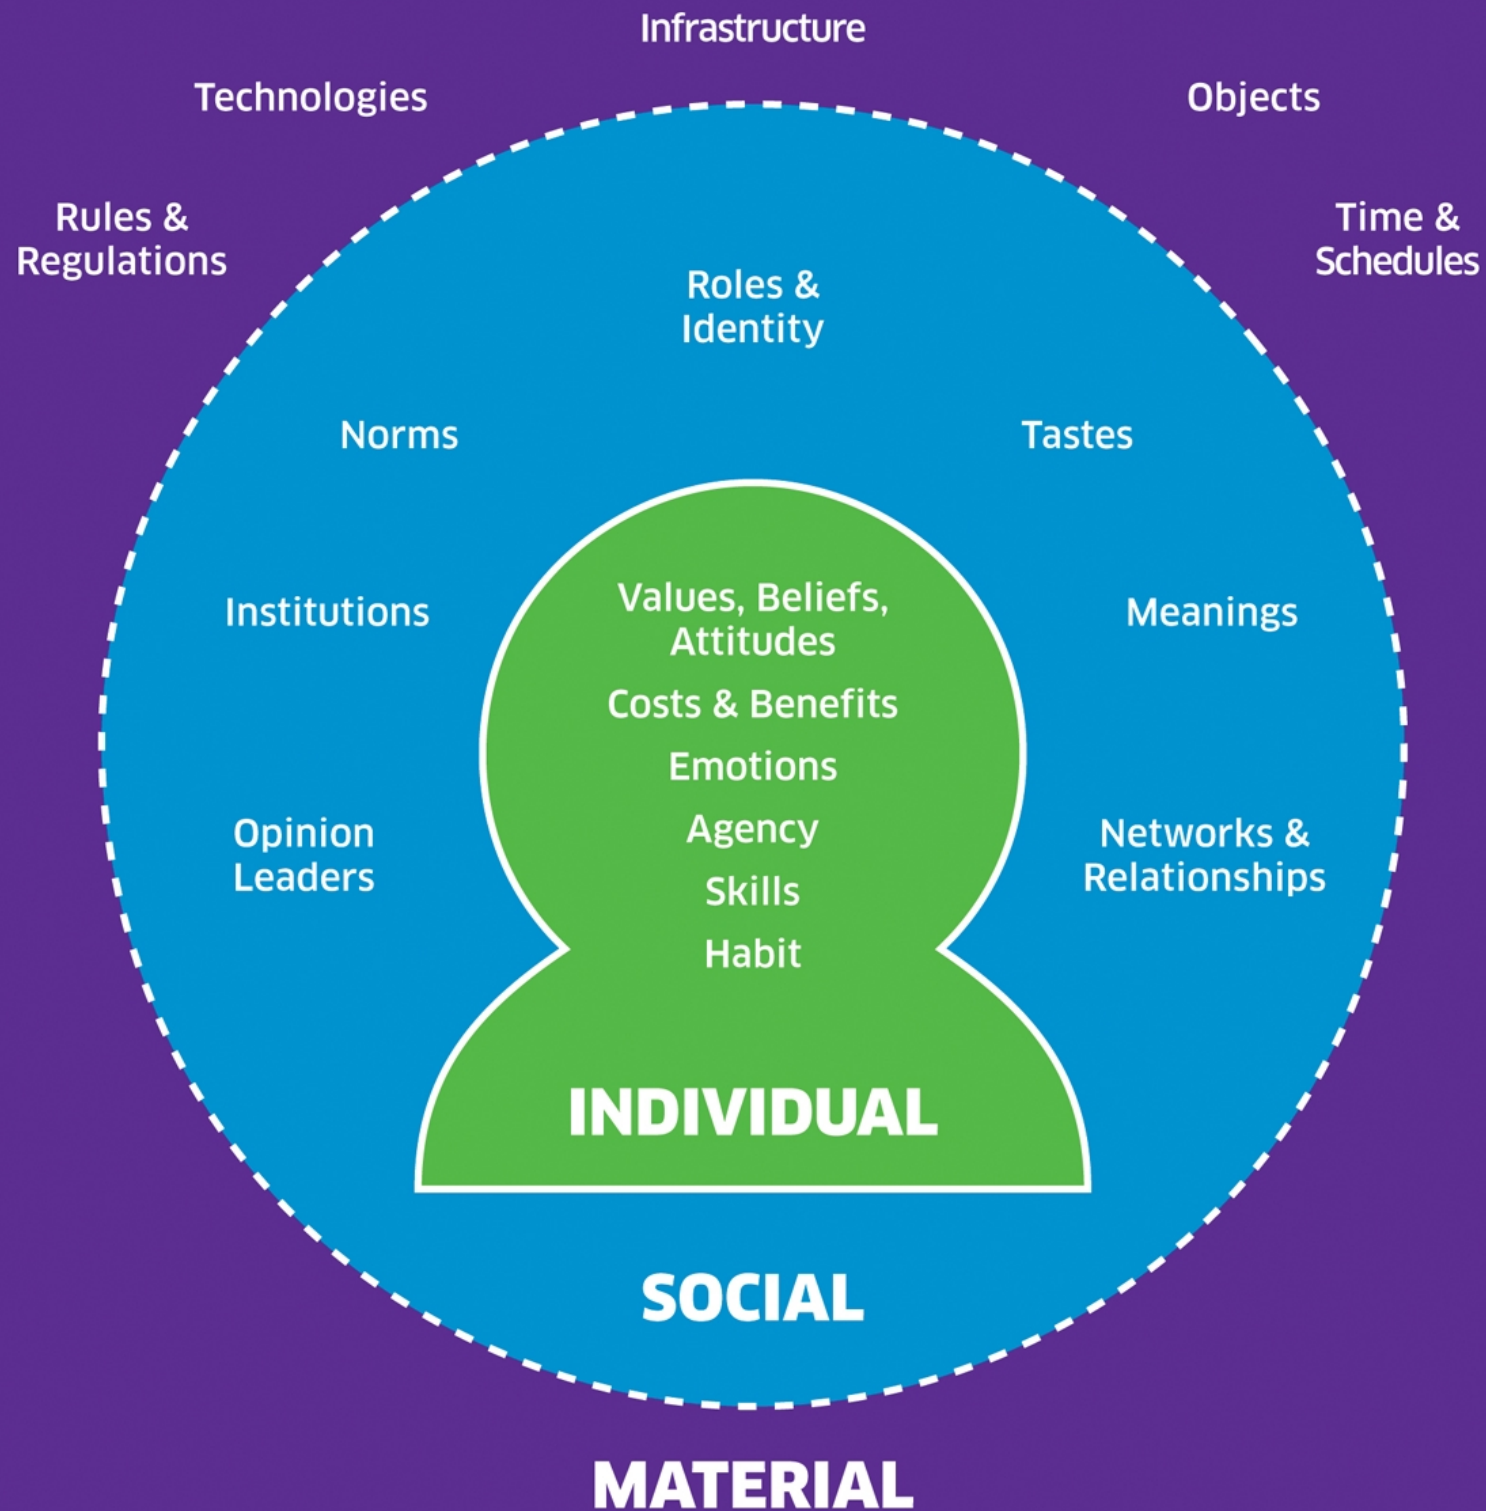 Infrastructure
Technologies
Objects
Rules &
Regulations
Time &
Schedules
Roles &
Identity
Norms
Tastes
Institutions
Meanings
Opinion
Leaders
Networks &
Relationships
Values, Beliefs,
Attitudes
Costs & Benefits
Emotions
Agency
Skills
Habit
INDIVIDUAL
SOCIAL
MATERIAL